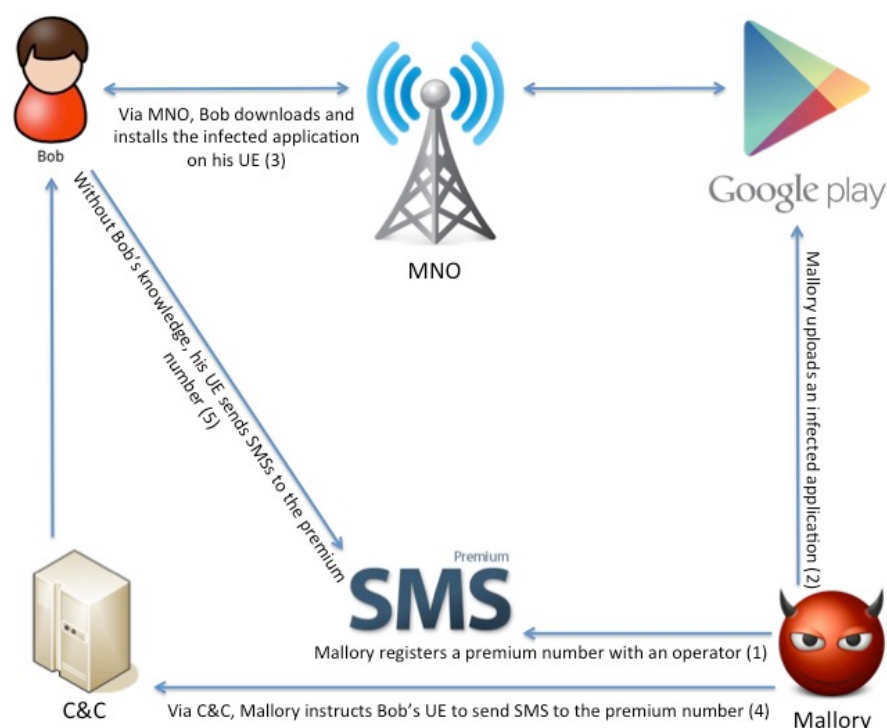 Via MNO, Bob downloads and
installs the infected application
on his UE (3)
Bob
MNO
Google play
Without Bob's knowledge, his UE sends SMSs to the premium
number (5)
Mallory uploads an infected application (2)
Premium
SMS
Mallory registers a premium number with an operator (1)
C&C
Via C&C, Mallory instructs Bob's UE to send SMS to the premium number (4)
Mallory